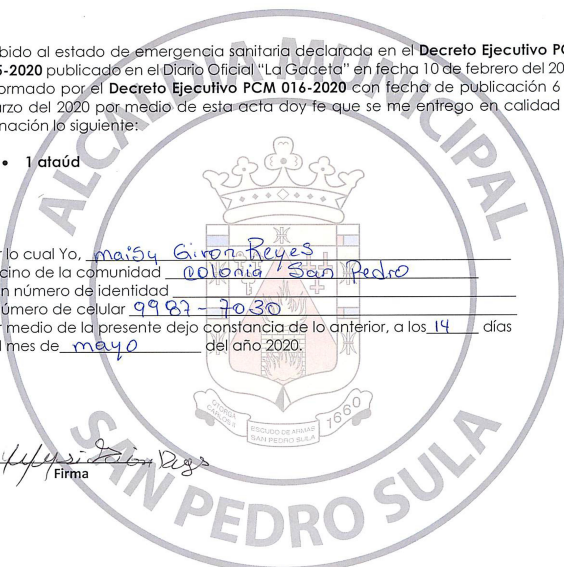 bido al estado de emergencia sanitaria declarada en el Decreto Ejecutivo PC
5-2020 publicado en el Diario Oficial "La Gaceta" en fecha 10 de febrero del 20
ormado por el Decreto Ejecutivo PCM 016-2020 con fecha de publicación 6
arzo del 2020 por medio de esta acta doy fe que se me entrego en calidad
nación lo siguiente:
• 1 ataúd
r lo cual Yo, maisy Giron Reyes
cino de la comunidad colonia San Pedro
n número de identidad
úmero de celular 9987-7030
r medio de la presente dejo constancia de lo anterior, a los 14 días
l mes de mayo del año 2020.
Firma
ALCALDIA MUNICIPAL
OTORGA CARLOS II
ESCUDO DE ARMAS
SAN PEDRO SULA
1660
SAN PEDRO SULA